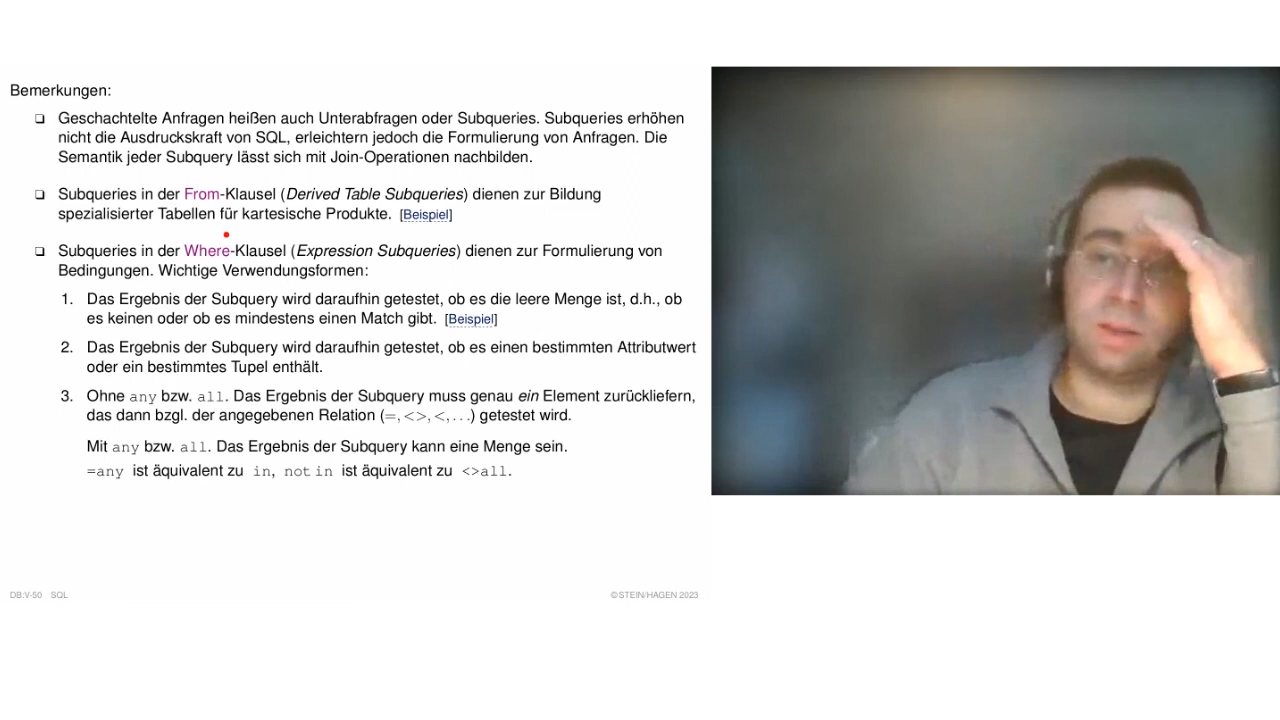 Bemerkungen:
❑ Geschachtelte Anfragen heißen auch Unterabfragen oder Subqueries. Subqueries erhöhen
nicht die Ausdruckskraft von SQL, erleichtern jedoch die Formulierung von Anfragen. Die
Semantik jeder Subquery lässt sich mit Join-Operationen nachbilden.
❑ Subqueries in der From-Klausel (Derived Table Subqueries) dienen zur Bildung
spezialisierter Tabellen für kartesische Produkte. [Beispiel]
❑ Subqueries in der Where-Klausel (Expression Subqueries) dienen zur Formulierung von
Bedingungen. Wichtige Verwendungsformen:
1. Das Ergebnis der Subquery wird daraufhin getestet, ob es die leere Menge ist, d.h., ob
es keinen oder ob es mindestens einen Match gibt. [Beispiel]
2. Das Ergebnis der Subquery wird daraufhin getestet, ob es einen bestimmten Attributwert
oder ein bestimmtes Tupel enthält.
3. Ohne any bzw. all. Das Ergebnis der Subquery muss genau ein Element zurückliefern,
das dann bzgl. der angegebenen Relation (=,<>,<,...) getestet wird.
Mit any bzw. all. Das Ergebnis der Subquery kann eine Menge sein.
=any ist äquivalent zu in, not in ist äquivalent zu <>all.
DB:V-50 SQL
©STEIN/HAGEN 2023